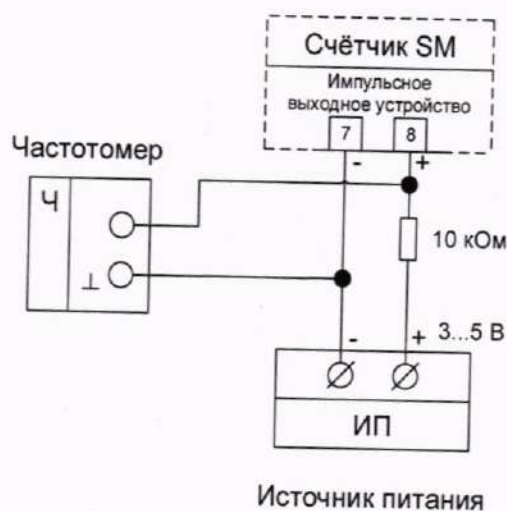 Счётчик SM
Импульсное
выходное устройство
7 8
- +
Частотомер
Ч
⊥
10 кОм
- + 3...5 В
ИП
Источник питания